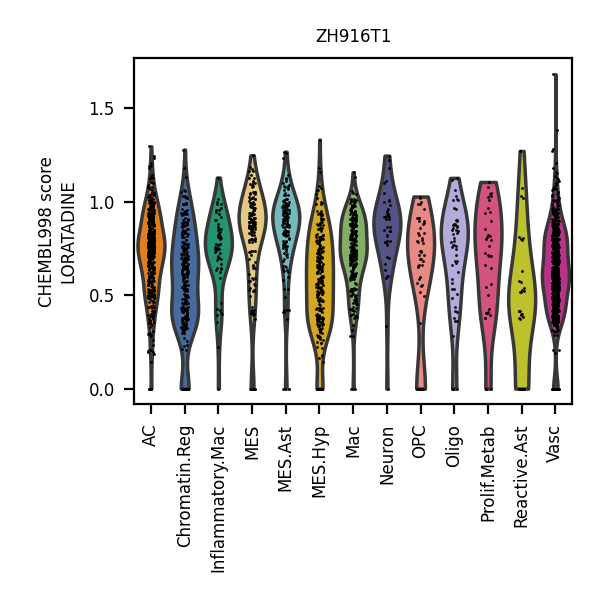 ZH916T1
CHEMBL998 score
LORATADINE
1.5
1.0
0.5
0.0
AC
Chromatin.Reg
Inflammatory.Mac
MES
MES.Ast
MES.Hyp
Mac
Neuron
OPC
Oligo
Prolif.Metab
Reactive.Ast
Vasc